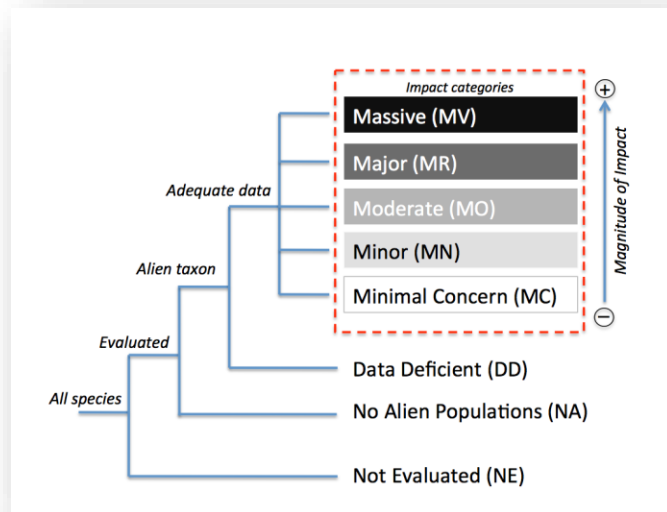 Impact categories
Massive (MV)
Major (MR)
Adequate data
Moderate (MO)
Minor (MN)
Alien taxon
Minimal Concern (MC)
+
Magnitude of Impact
−
Evaluated
Data Deficient (DD)
All species
No Alien Populations (NA)
Not Evaluated (NE)